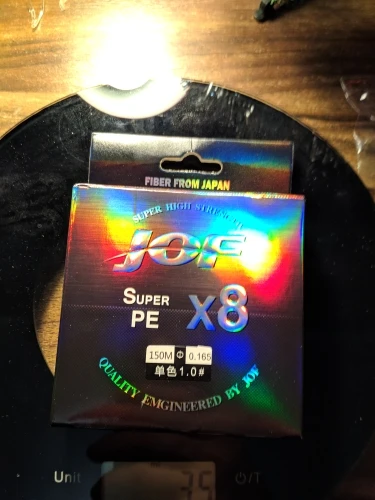 FIBER FROM JAPAN
SUPER HIGH STRENGTH
JOF
SUPER PE X8
150M Φ 0.165
单色1.0#
QUALITY EMGINEERED BY JOF
Unit
35
⏻/T